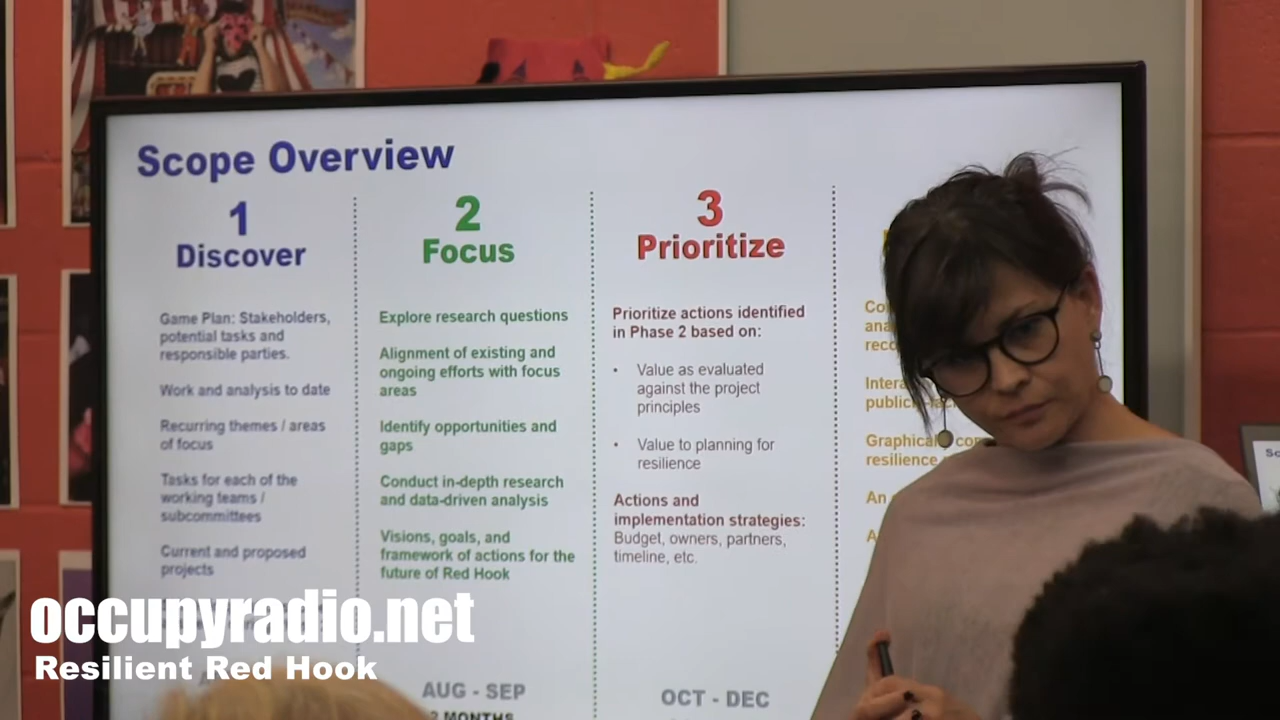 Scope Overview
1
Discover
Game Plan: Stakeholders,
potential tasks and
responsible parties.
Work and analysis to date
Recurring themes / areas
of focus
Tasks for each of the
working teams /
subcommittees
Current and proposed
projects
2
Focus
Explore research questions
Alignment of existing and
ongoing efforts with focus
areas
Identify opportunities and
gaps
Conduct in-depth research
and data-driven analysis
Visions, goals, and
framework of actions for the
future of Red Hook
AUG - SEP
2 MONTHS
3
Prioritize
Prioritize actions identified
in Phase 2 based on:
• Value as evaluated
against the project
principles
• Value to planning for
resilience
Actions and
implementation strategies:
Budget, owners, partners,
timeline, etc.
OCT - DEC
Graphical
resilience
An
occupyradio.net
Resilient Red Hook